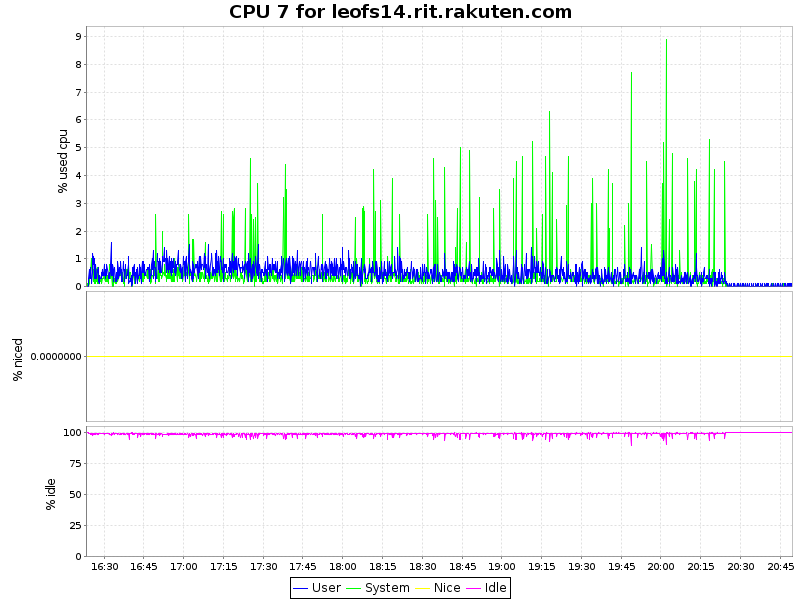 CPU 7 for leofs14.rit.rakuten.com
% used cpu
9
8
7
6
5
4
3
2
1
0
% niced
0.0000000
% idle
100
75
50
25
0
16:30 16:45 17:00 17:15 17:30 17:45 18:00 18:15 18:30 18:45 19:00 19:15 19:30 19:45 20:00 20:15 20:30 20:45
User System Nice Idle